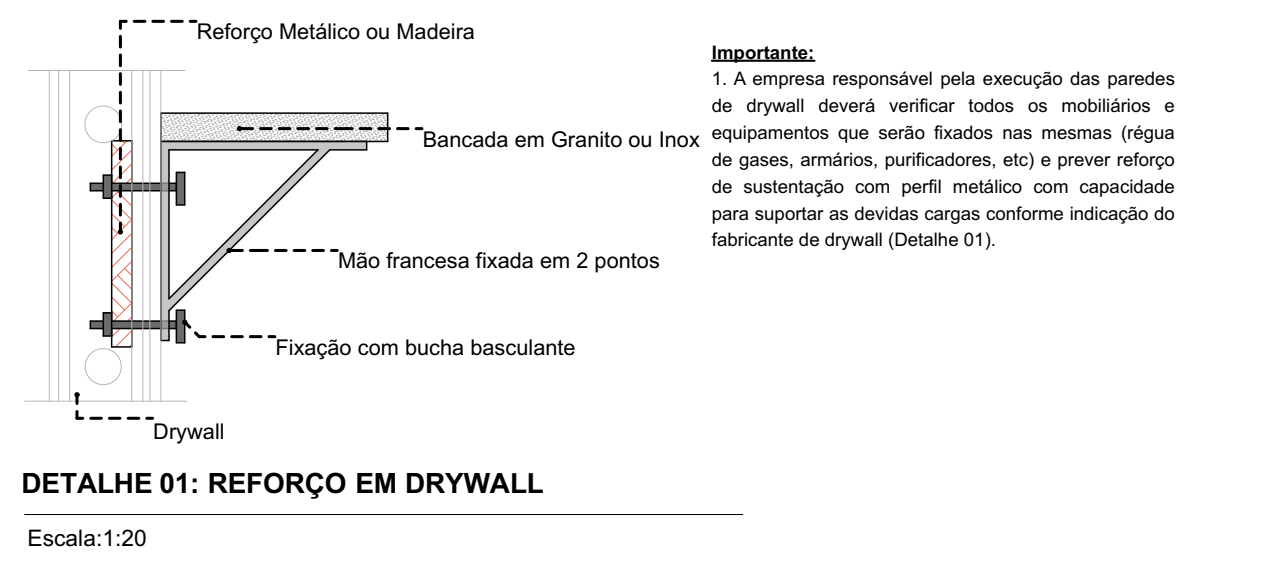 Reforço Metálico ou Madeira
Bancada em Granito ou Inox
Mão francesa fixada em 2 pontos
Fixação com bucha basculante
Drywall
Importante:
1. A empresa responsável pela execução das paredes
de drywall deverá verificar todos os mobiliários e
equipamentos que serão fixados nas mesmas (régua
de gases, armários, purificadores, etc) e prever reforço
de sustentação com perfil metálico com capacidade
para suportar as devidas cargas conforme indicação do
fabricante de drywall (Detalhe 01).
DETALHE 01: REFORÇO EM DRYWALL
Escala:1:20